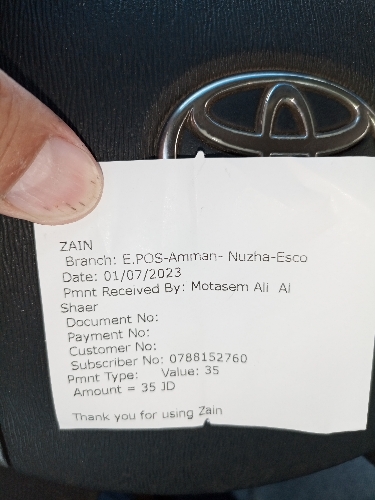 ZAIN
Branch: E.POS-Amman- Nuzha-Esco
Date: 01/07/2023
Pmnt Received By: Motasem Ali Al
Shaer
Document No:
Payment No:
Customer No:
Subscriber No: 0788152760
Pmnt Type: Value: 35
Amount = 35 JD
Thank you for using Zain